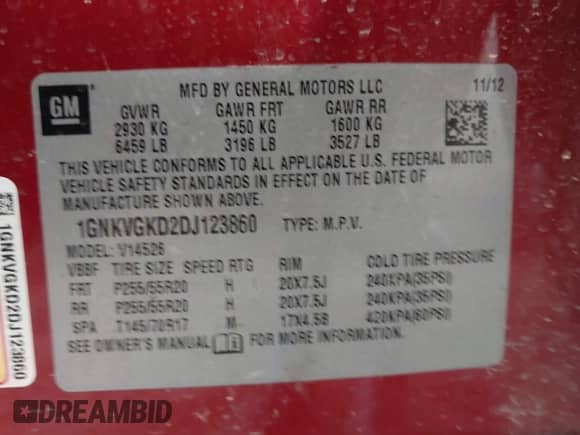 GM
MFD BY GENERAL MOTORS LLC 11/12
GVWR GAWR FRT GAWR RR
2930 KG 1450 KG 1600 KG
6459 LB 3196 LB 3527 LB
THIS VEHICLE CONFORMS TO ALL APPLICABLE U.S. FEDERAL MOTOR
VEHICLE SAFETY STANDARDS IN EFFECT ON THE DATE OF
MANUFACTURE SHOWN ABOVE.
1GNKVGKD2DJ123860 TYPE: M.P.V.
MODEL: V14526
VBBF TIRE SIZE SPEED RTG RIM
FRT P255/55R20 H 20X7.5J 240KPA(35PSI)
RR P255/55R20 H 20X7.5J 240KPA(35PSI)
SPA T145/70R17 M 17X4.5B 420KPA(60PSI)
SEE OWNER'S MANUAL FOR MORE INFORMATION.
1GNKVGKD2DJ123860
DREAMBID